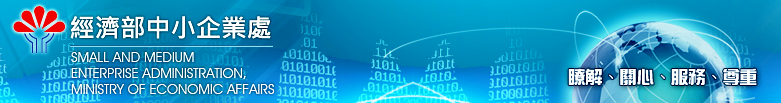 經濟部中小企業處
SMALL AND MEDIUM
ENTERPRISE ADMINISTRATION,
MINISTRY OF ECONOMIC AFFAIRS
瞭解、關心、服務、尊重